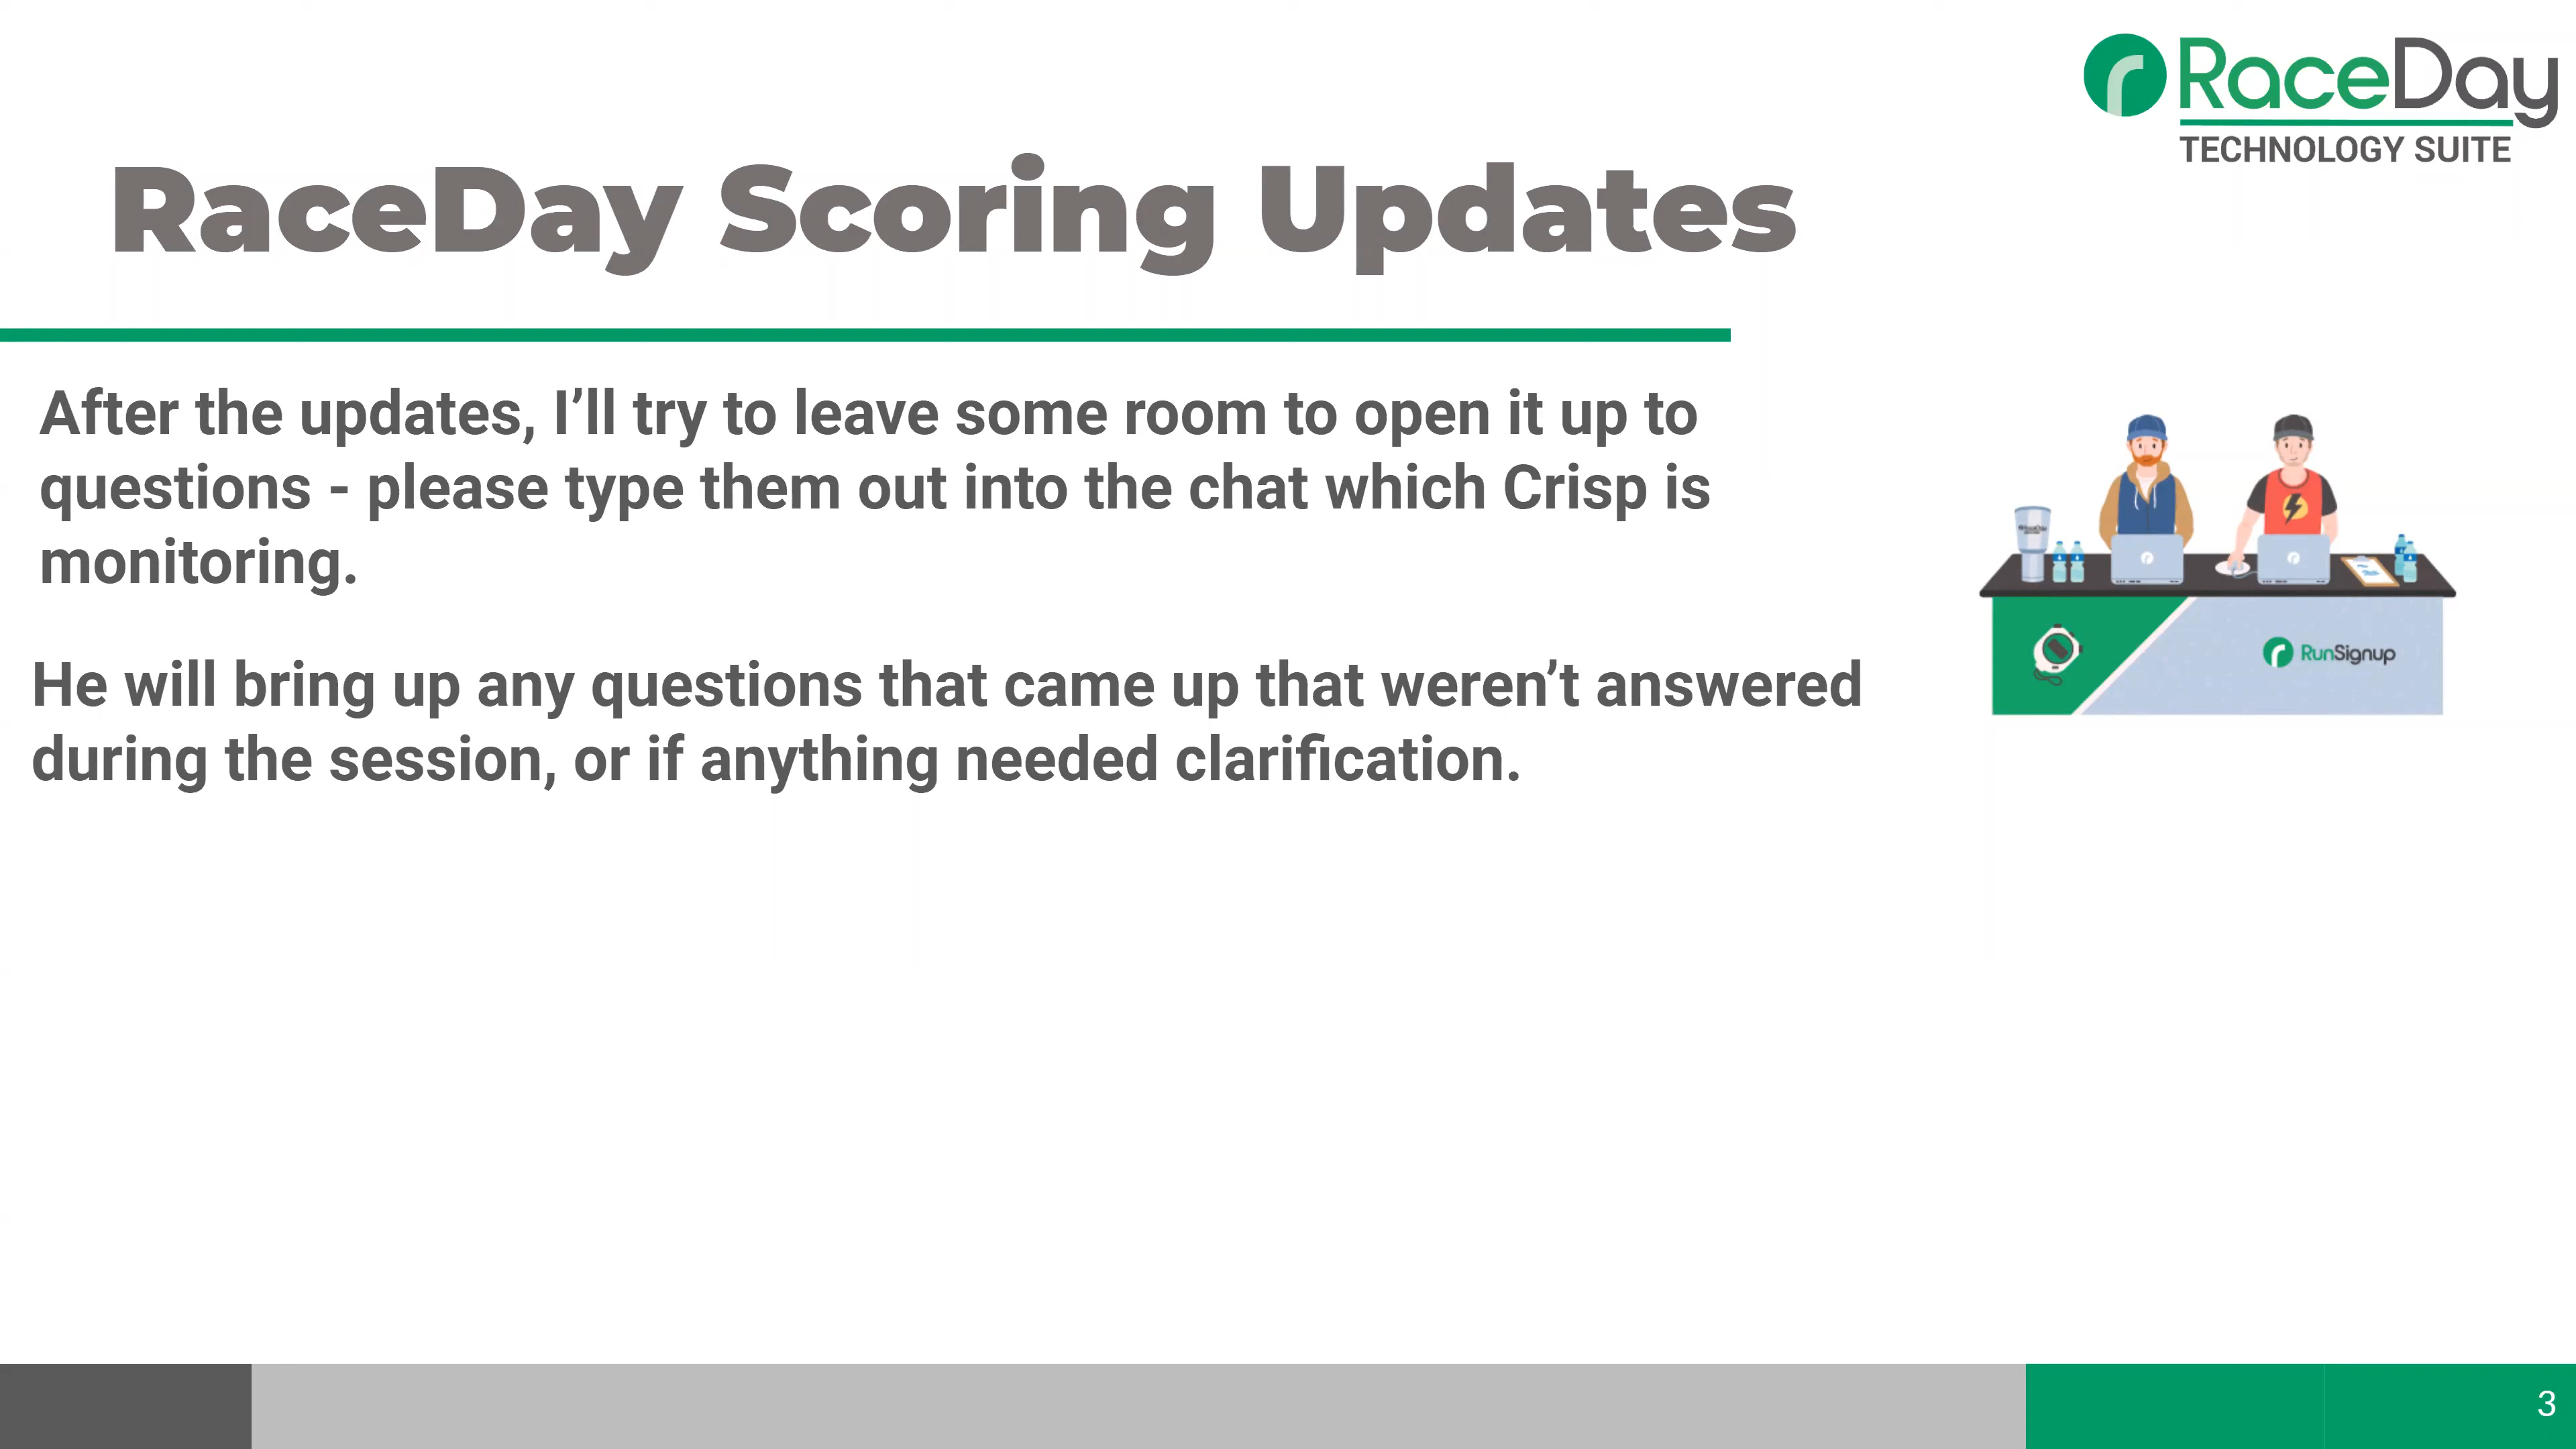 RaceDay
TECHNOLOGY SUITE
RaceDay Scoring Updates
After the updates, I’ll try to leave some room to open it up to
questions - please type them out into the chat which Crisp is
monitoring.
He will bring up any questions that came up that weren’t answered
during the session, or if anything needed clarification.
RunSignup
3